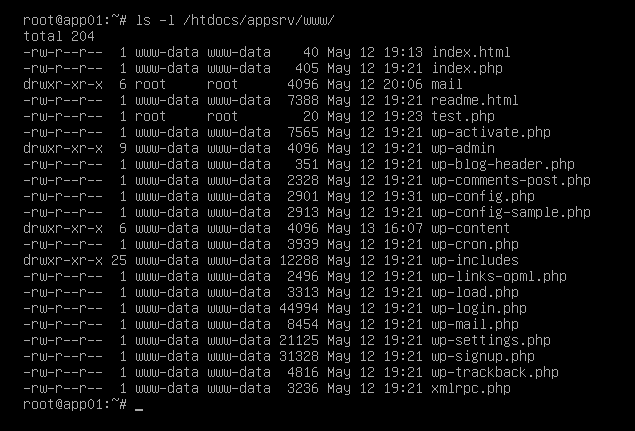 root@app01:~# ls -l /htdocs/appsrv/www/
total 204
-rw-r--r--  1 www-data www-data    40 May 12 19:13 index.html
-rw-r--r--  1 www-data www-data   405 May 12 19:21 index.php
drwxr-xr-x  6 root     root      4096 May 12 20:06 mail
-rw-r--r--  1 www-data www-data  7388 May 12 19:21 readme.html
-rw-r--r--  1 root     root        20 May 12 19:23 test.php
-rw-r--r--  1 www-data www-data  7565 May 12 19:21 wp-activate.php
drwxr-xr-x  9 www-data www-data  4096 May 12 19:21 wp-admin
-rw-r--r--  1 www-data www-data   351 May 12 19:21 wp-blog-header.php
-rw-r--r--  1 www-data www-data  2328 May 12 19:21 wp-comments-post.php
-rw-r--r--  1 www-data www-data  2901 May 12 19:31 wp-config.php
-rw-r--r--  1 www-data www-data  2913 May 12 19:21 wp-config-sample.php
drwxr-xr-x  6 www-data www-data  4096 May 13 16:07 wp-content
-rw-r--r--  1 www-data www-data  3939 May 12 19:21 wp-cron.php
drwxr-xr-x 25 www-data www-data 12288 May 12 19:21 wp-includes
-rw-r--r--  1 www-data www-data  2496 May 12 19:21 wp-links-opml.php
-rw-r--r--  1 www-data www-data  3313 May 12 19:21 wp-load.php
-rw-r--r--  1 www-data www-data 44994 May 12 19:21 wp-login.php
-rw-r--r--  1 www-data www-data  8454 May 12 19:21 wp-mail.php
-rw-r--r--  1 www-data www-data 21125 May 12 19:21 wp-settings.php
-rw-r--r--  1 www-data www-data 31328 May 12 19:21 wp-signup.php
-rw-r--r--  1 www-data www-data  4816 May 12 19:21 wp-trackback.php
-rw-r--r--  1 www-data www-data  3236 May 12 19:21 xmlrpc.php
root@app01:~# _